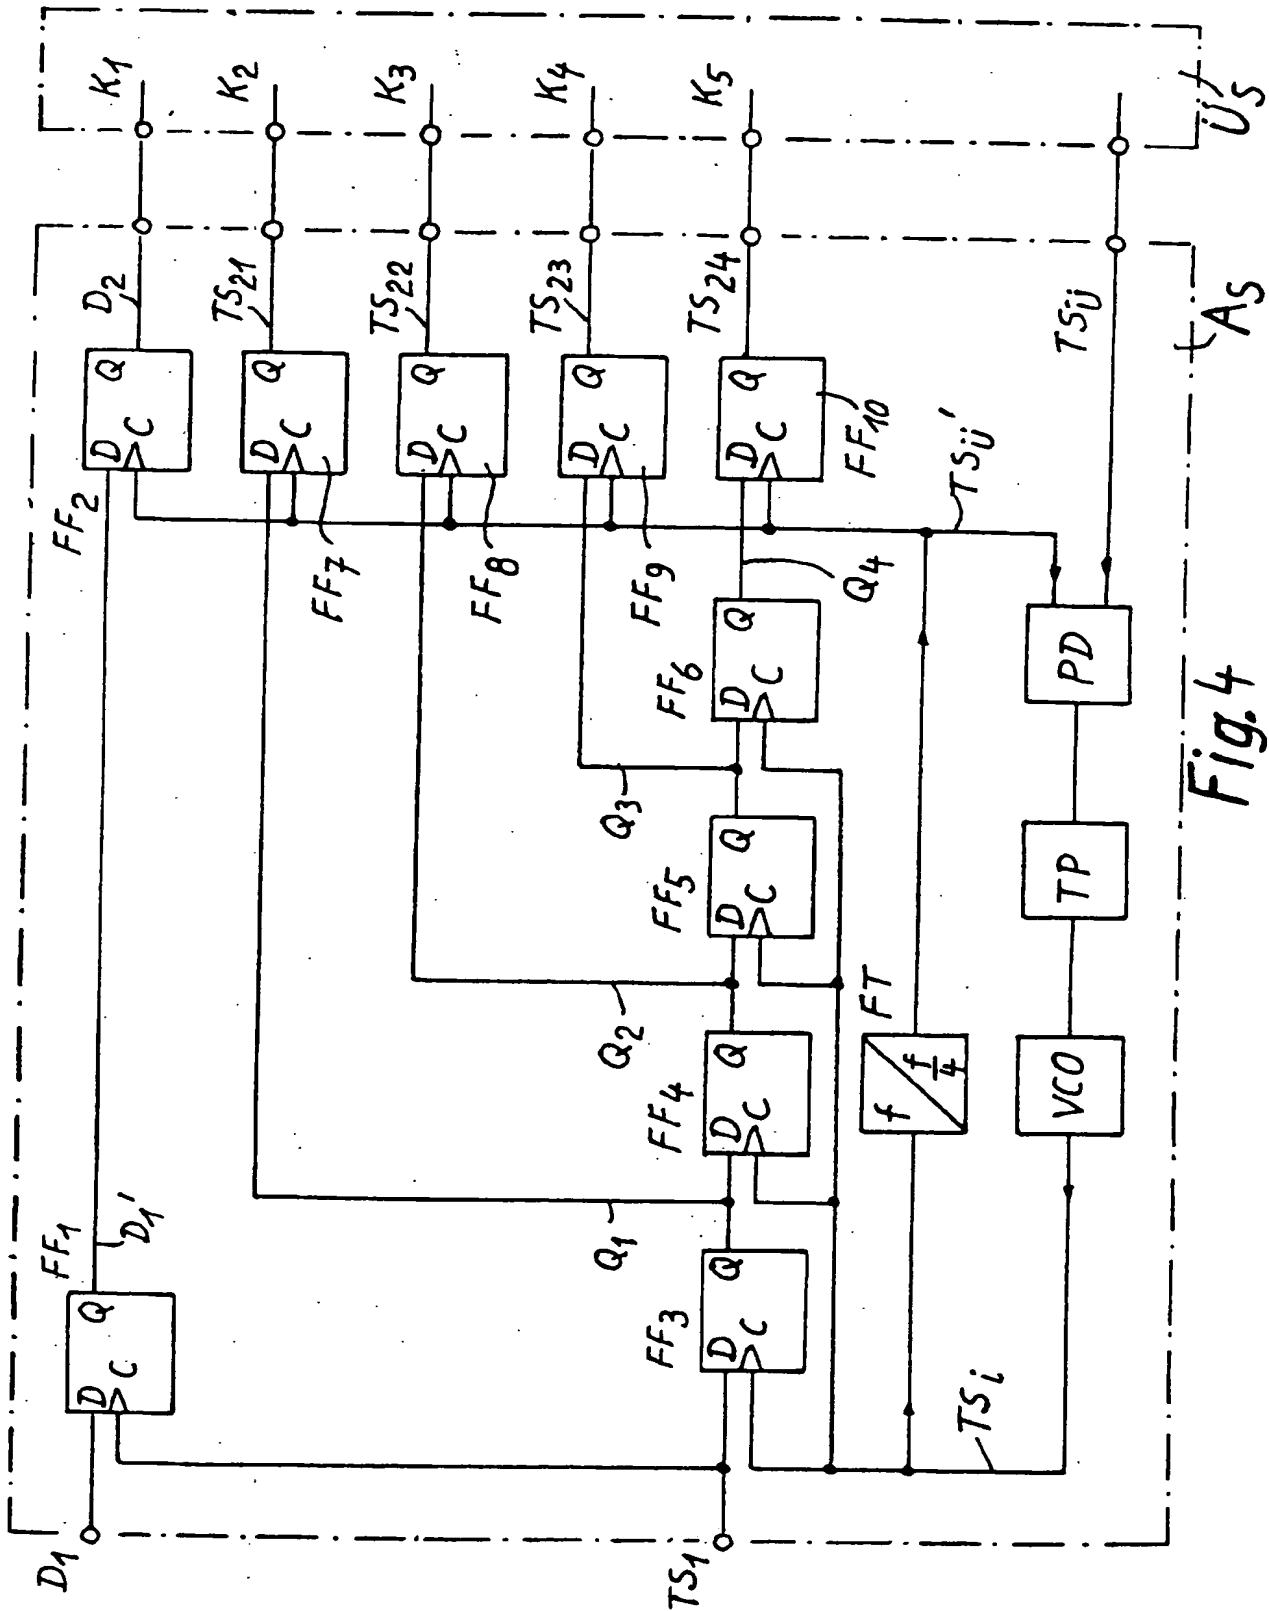 K1
K2
K3
K4
K5
ÜS
D2
TS21
TS22
TS23
TS24
TSü
AS
Q
D
C
FF2
Q
D
C
FF7
Q
D
C
FF8
Q
D
C
FF9
Q
D
C
FF10
TSü'
Q4
Q
D
C
FF6
PD
Q3
Q
D
C
FF5
TP
Q2
Q
D
C
FF4
FT
f
f/4
VCO
Q1
D1'
FF1
Q
D
C
Q
D
C
FF3
TSi
D1
TS1
Fig.4